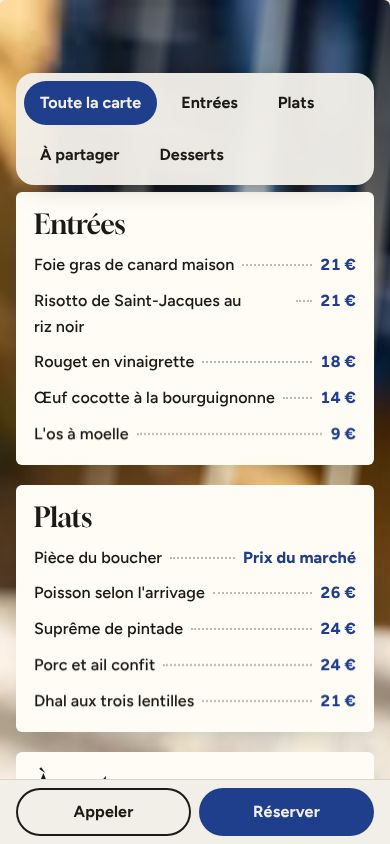 Toute la carte
Entrées
Plats
À partager
Desserts
Entrées
Foie gras de canard maison 21 €
Risotto de Saint-Jacques au 21 €
riz noir
Rouget en vinaigrette 18 €
Œuf cocotte à la bourguignonne 14 €
L'os à moelle 9 €
Plats
Pièce du boucher Prix du marché
Poisson selon l'arrivage 26 €
Suprême de pintade 24 €
Porc et ail confit 24 €
Dhal aux trois lentilles 21 €
Appeler
Réserver